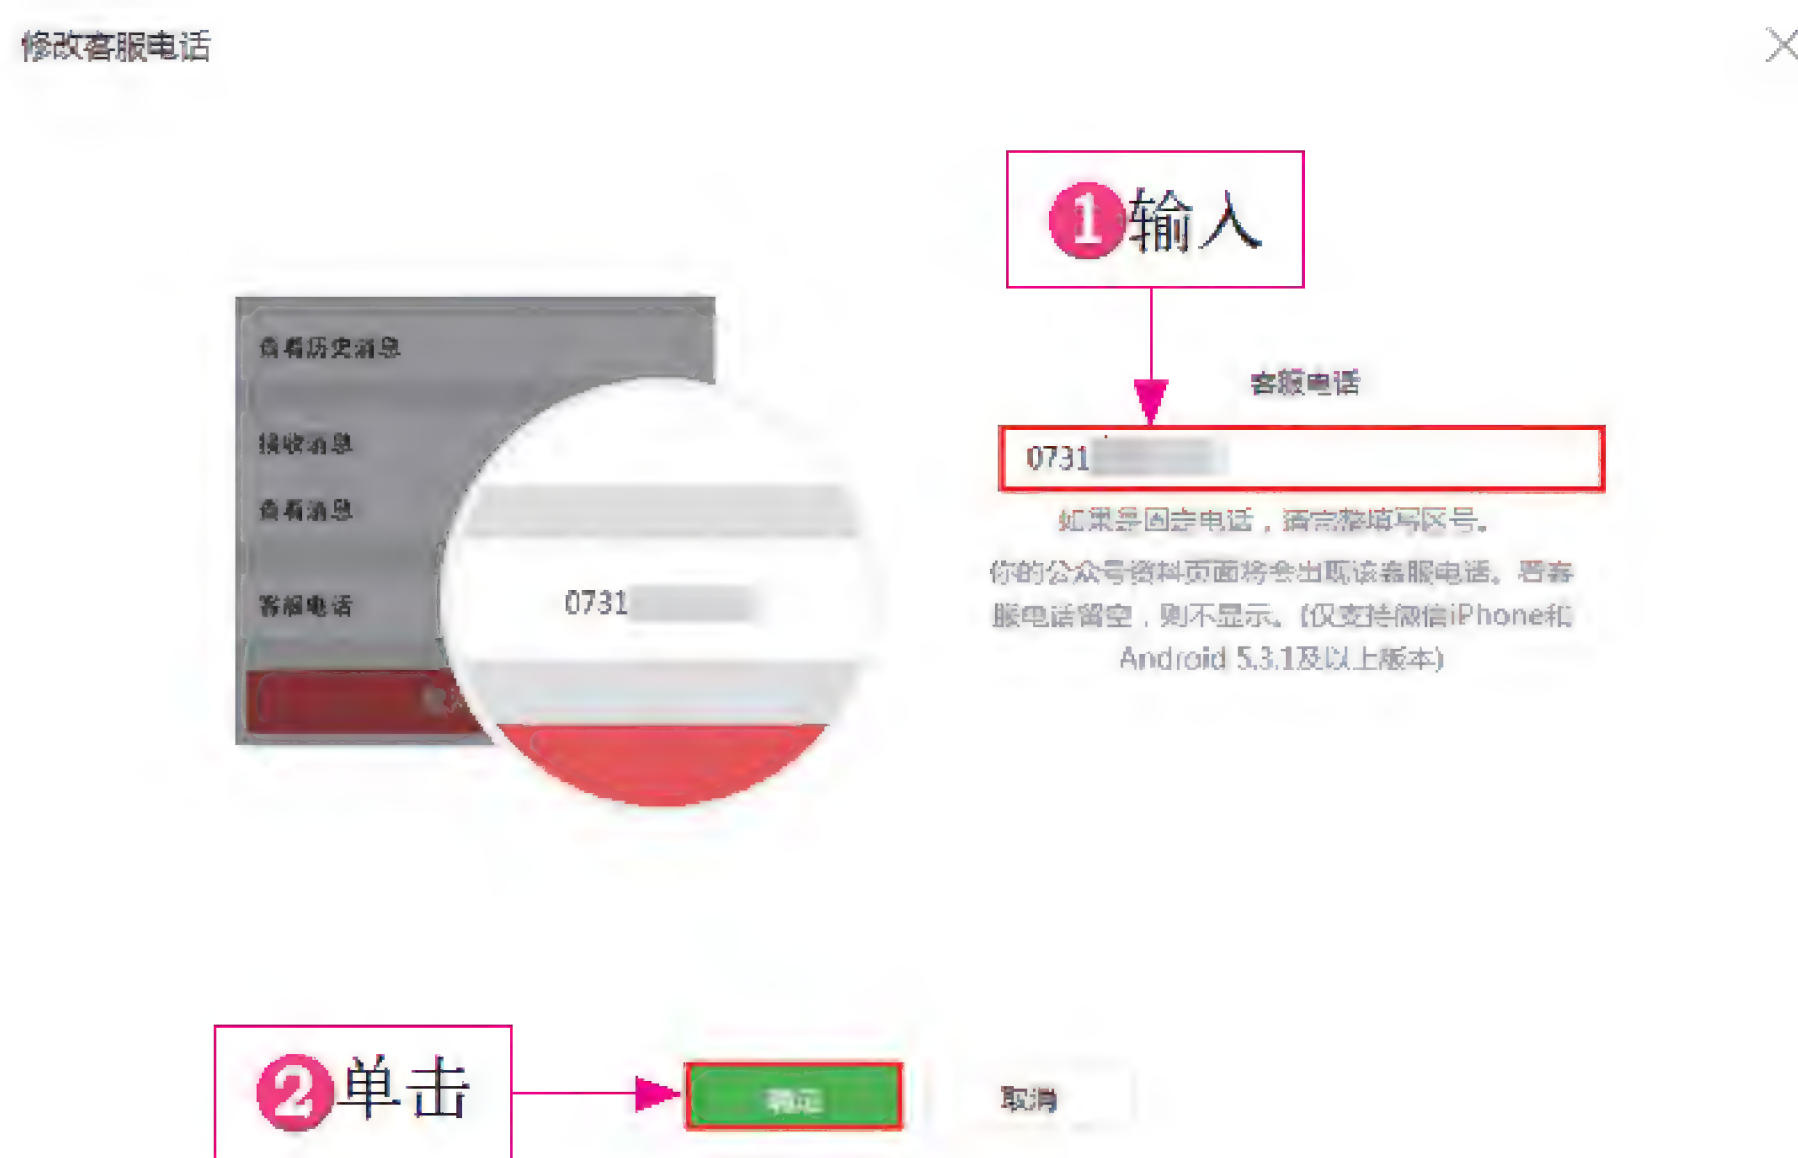 修改客服电话
1输入
查看历史消息
客服电话
接收消息
0731
查看消息
如果是固定电话，请完整填写区号。
你的公众号资料页面将会出现该客服电话。若客
客服电话
0731
服电话留空，则不显示。(仅支持微信iPhone和
Android 5.3.1及以上版本)
2单击
确定
取消